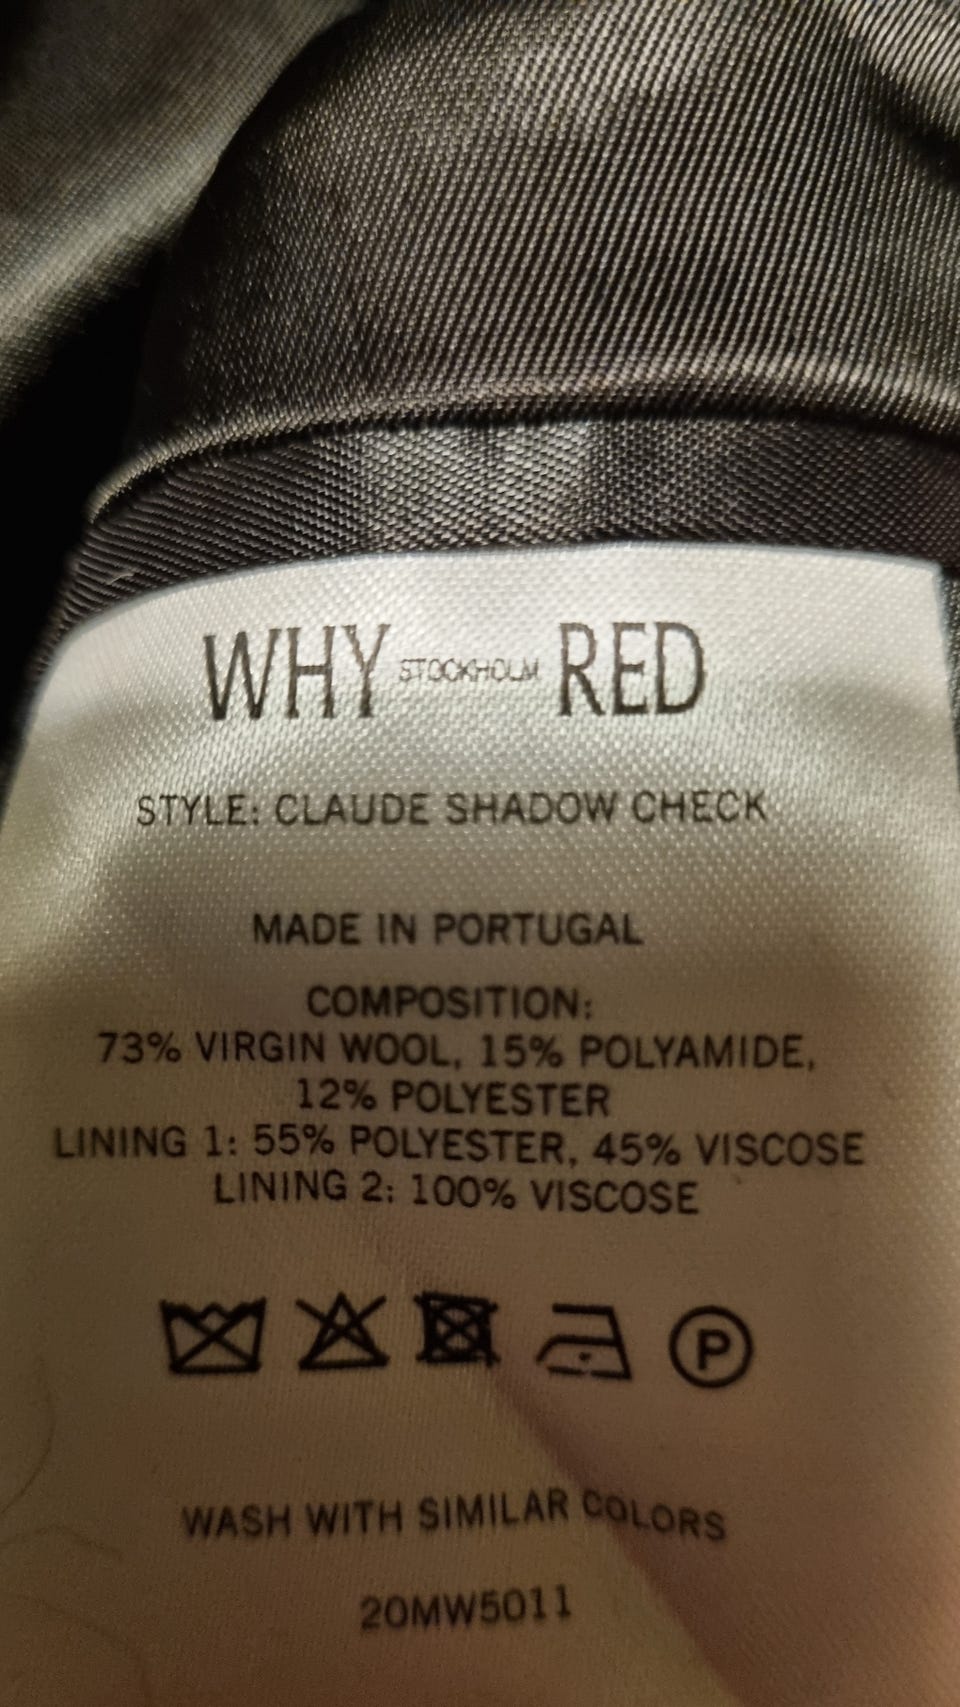 WHY STOCKHOLM RED
STYLE: CLAUDE SHADOW CHECK
MADE IN PORTUGAL
COMPOSITION:
73% VIRGIN WOOL, 15% POLYAMIDE,
12% POLYESTER
LINING 1: 55% POLYESTER, 45% VISCOSE
LINING 2: 100% VISCOSE
P
WASH WITH SIMILAR COLORS
20MW5011